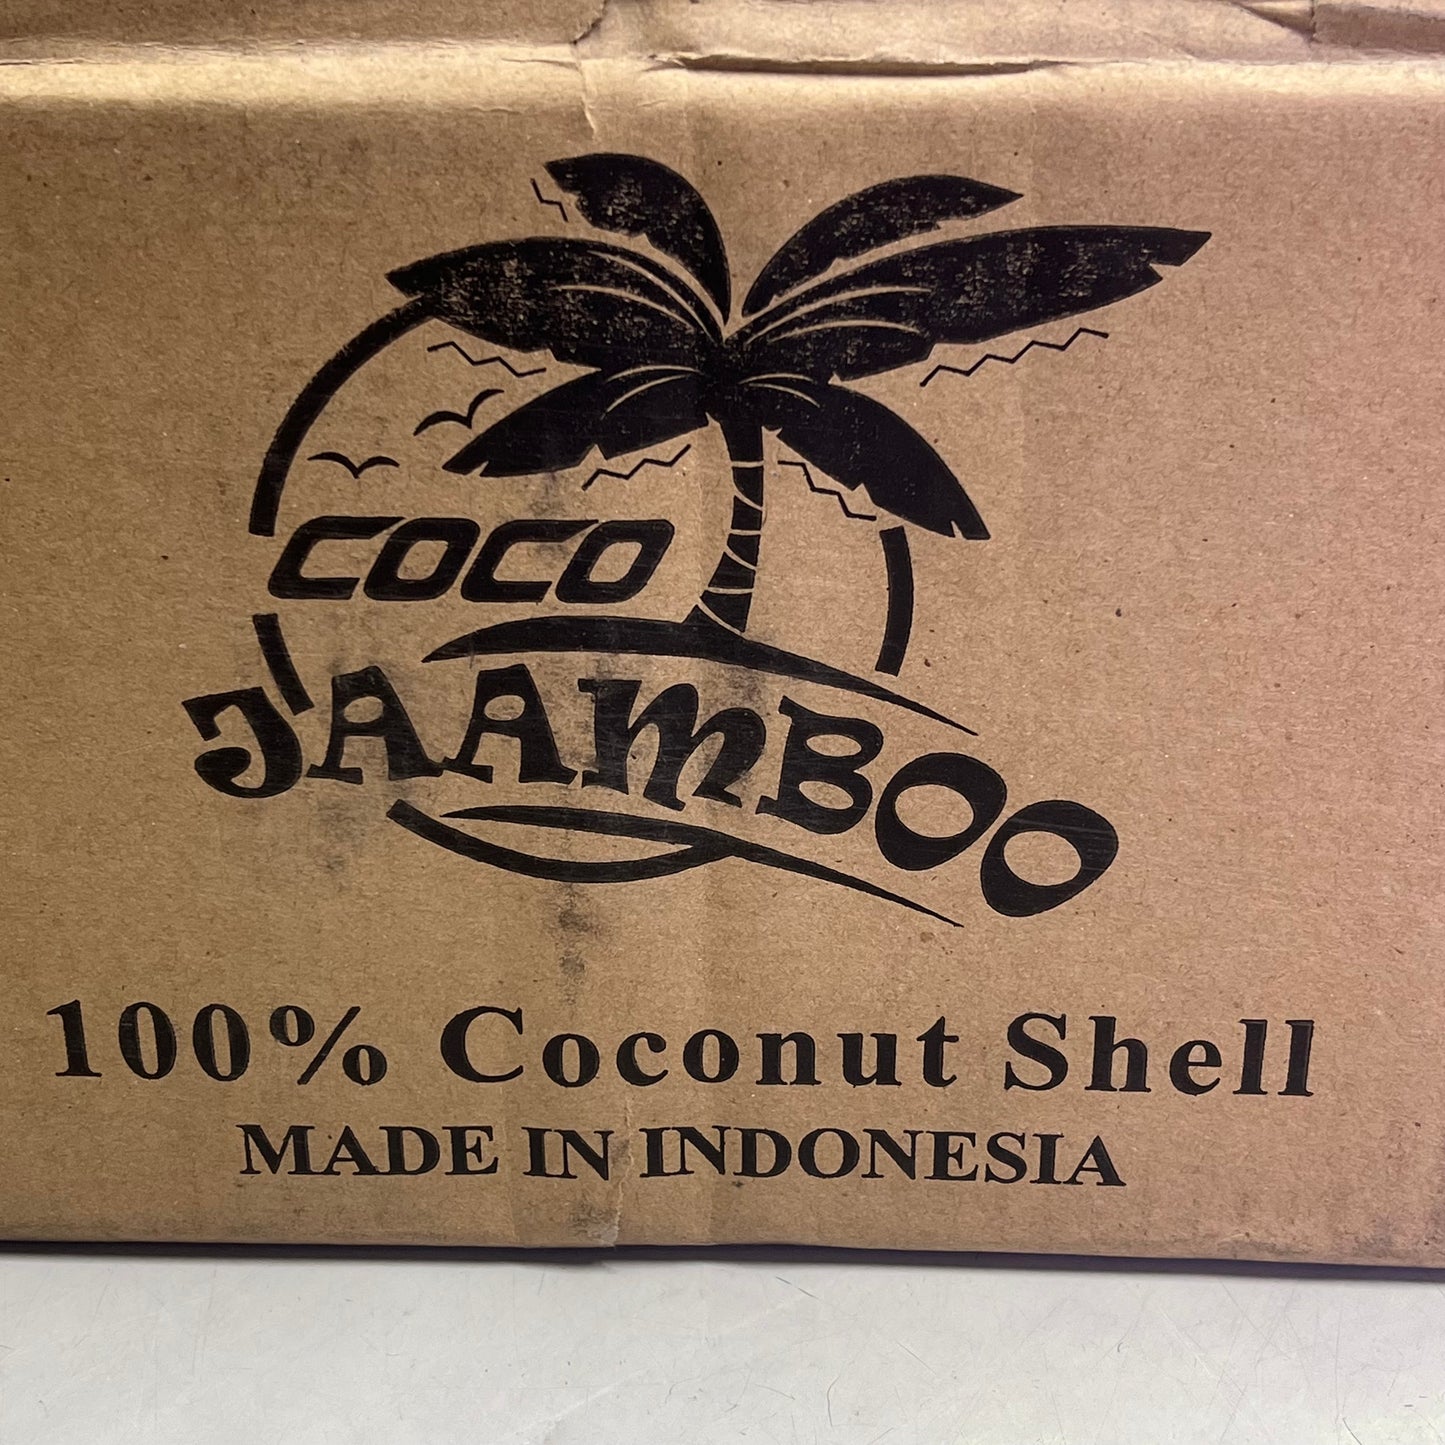 COCO
JAAMBOO
100% Coconut Shell
MADE IN INDONESIA